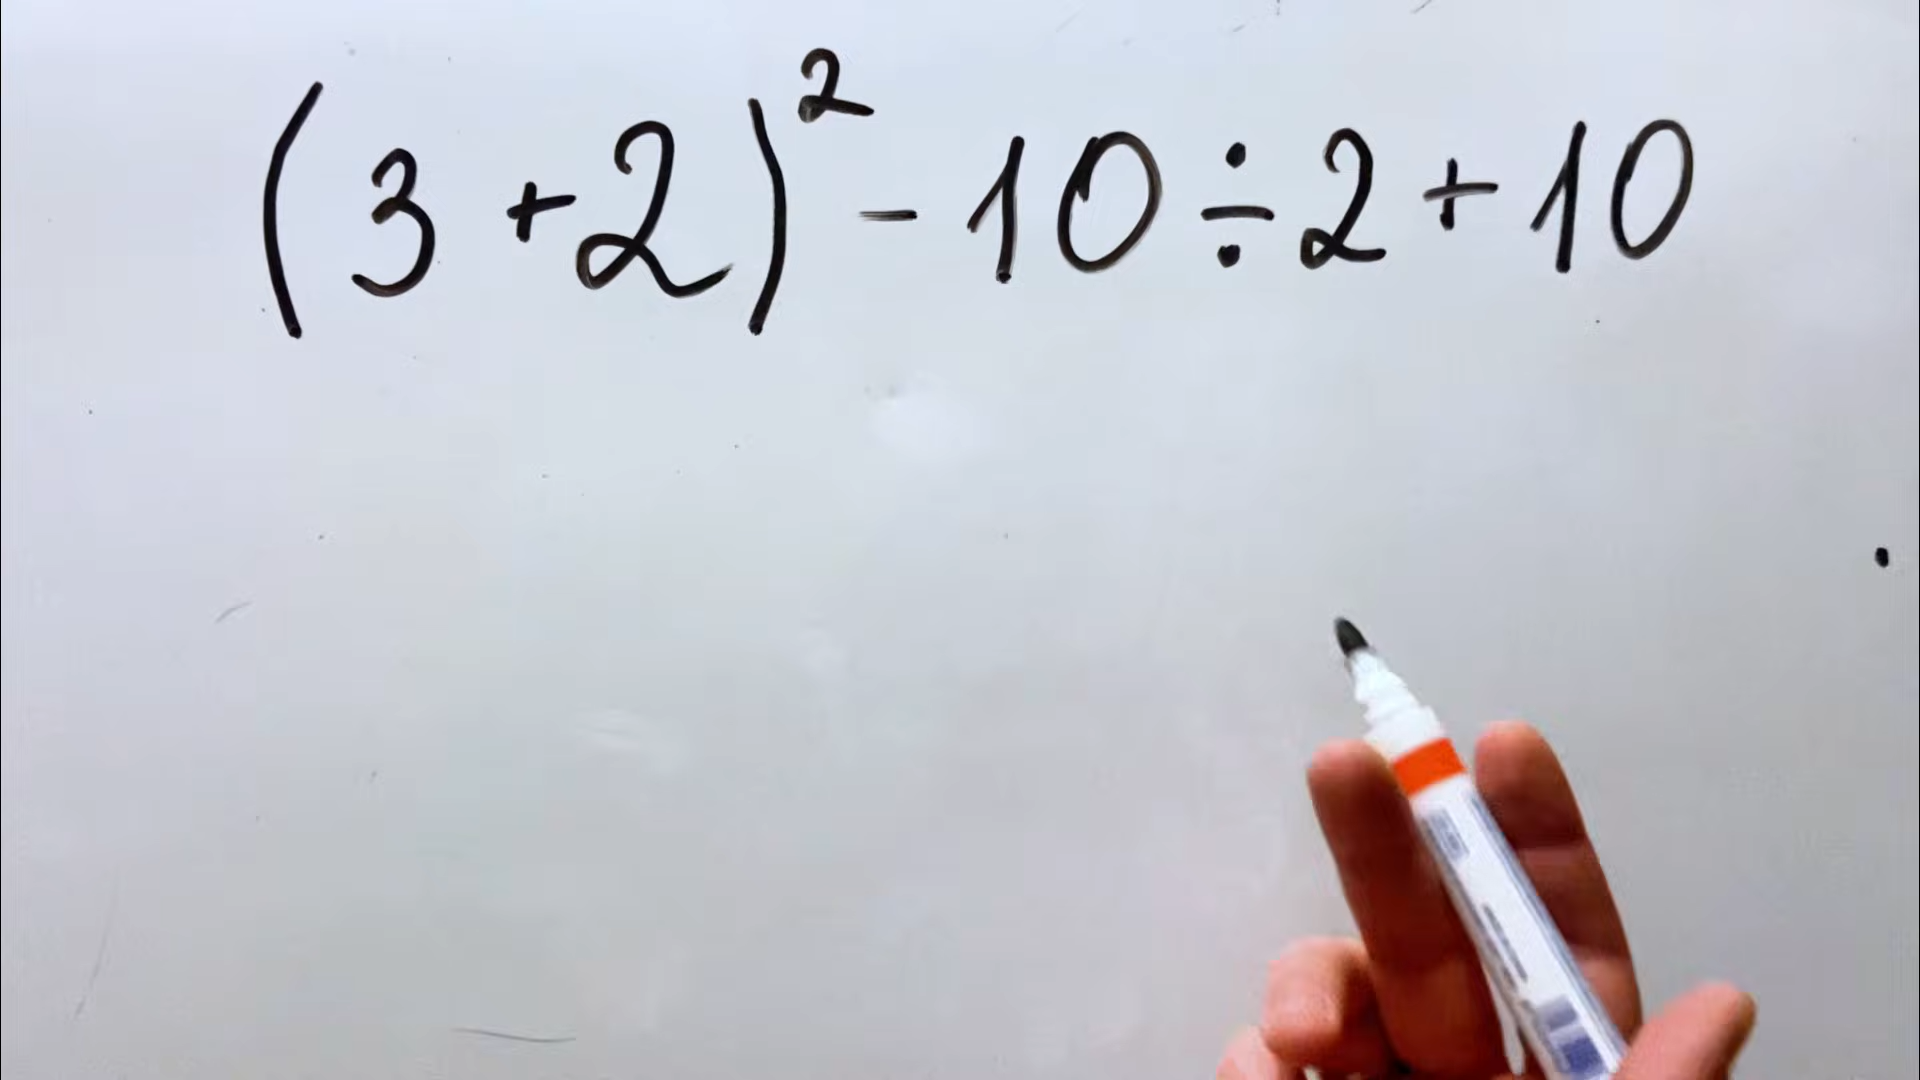 (3+2)² - 10 ÷ 2 + 10